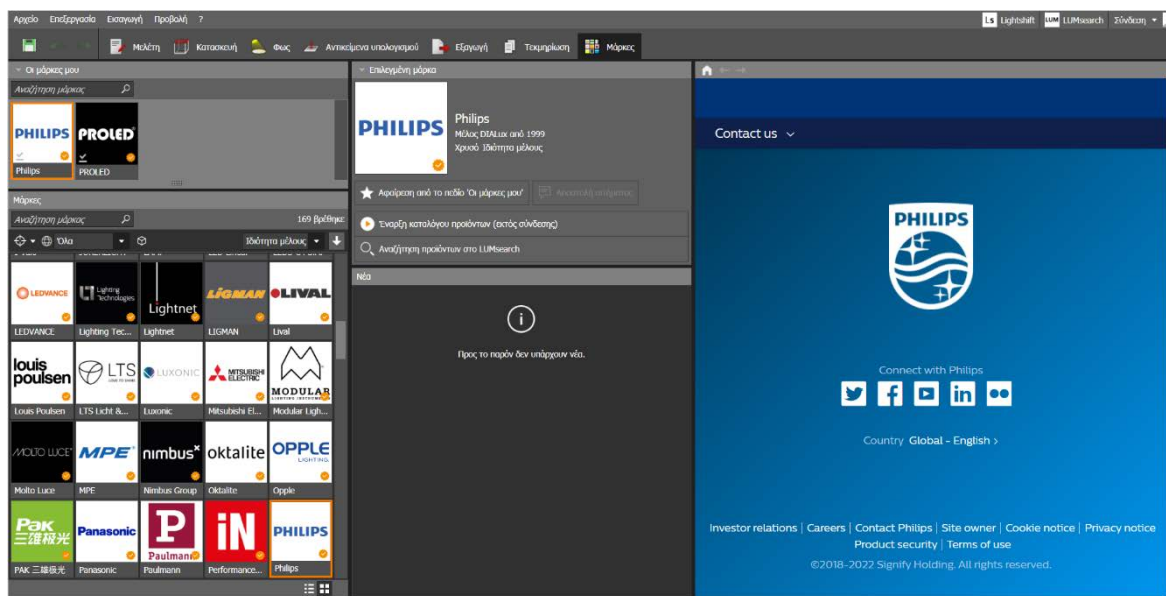 Αρχείο Επεξεργασία Εισαγωγή Προβολή ?
Ls Lightshift LUM LUMsearch Σύνδεση
Μελέτη Κατασκευή Φως Αντικείμενα υπολογισμού Εξαγωγή Τεκμηρίωση Μάρκες
Οι μάρκες μου
Αναζήτηση μάρκας
PHILIPS PROLED
Philips PROLED
Μάρκες
Αναζήτηση μάρκας 169 βρέθηκε
Όλα Ιδιότητα μέλους
LEDVANCE Lighting Technologies Lightnet LIGMAN LIVAL
LEDVANCE Lighting Tec... Lightnet LIGMAN Lival
louis poulsen LTS LUXONIC MITSUBISHI ELECTRIC MODULAR
Louis Poulsen LTS Licht &... Luxonic Mitsubishi El... Modular Ligh...
MOLTO LUCE MPE nimbus oktalite OPPLE LIGHTING
Molto Luce MPE Nimbus Group Oktalite Opple
Pak 三雄极光 Panasonic P Paulmann iN PHILIPS
PAK 三雄极光 Panasonic Paulmann Performance... Philips
Επιλεγμένη μάρκα
PHILIPS
Philips
Μέλος DIALux από 1999
Χρυσό Ιδιότητα μέλους
Αφαίρεση από το πεδίο 'Οι μάρκες μου' Αποστολή αιτήματος
Έναρξη καταλόγου προϊόντων (εκτός σύνδεσης)
Αναζήτηση προϊόντων στο LUMsearch
Νέα
Προς το παρόν δεν υπάρχουν νέα.
Contact us
PHILIPS
Connect with Philips
Country Global - English >
Investor relations | Careers | Contact Philips | Site owner | Cookie notice | Privacy notice
Product security | Terms of use
©2018-2022 Signify Holding. All rights reserved.